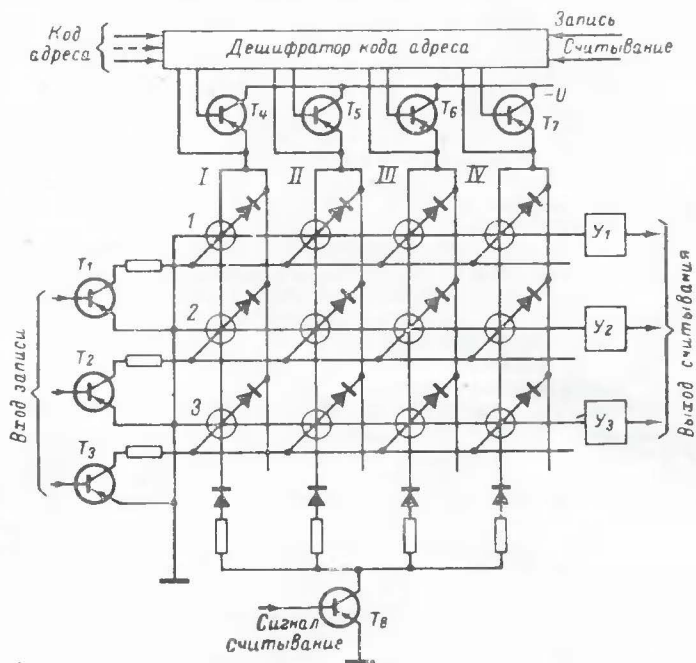 Код
адреса
Дешифратор кода адреса
Запись
Считывание
T4
T5
T6
T7
-U
I
II
III
IV
1
У1
T1
2
У2
T2
3
У3
T3
Вход записи
Выход считывания
T8
Сигнал
Считывание